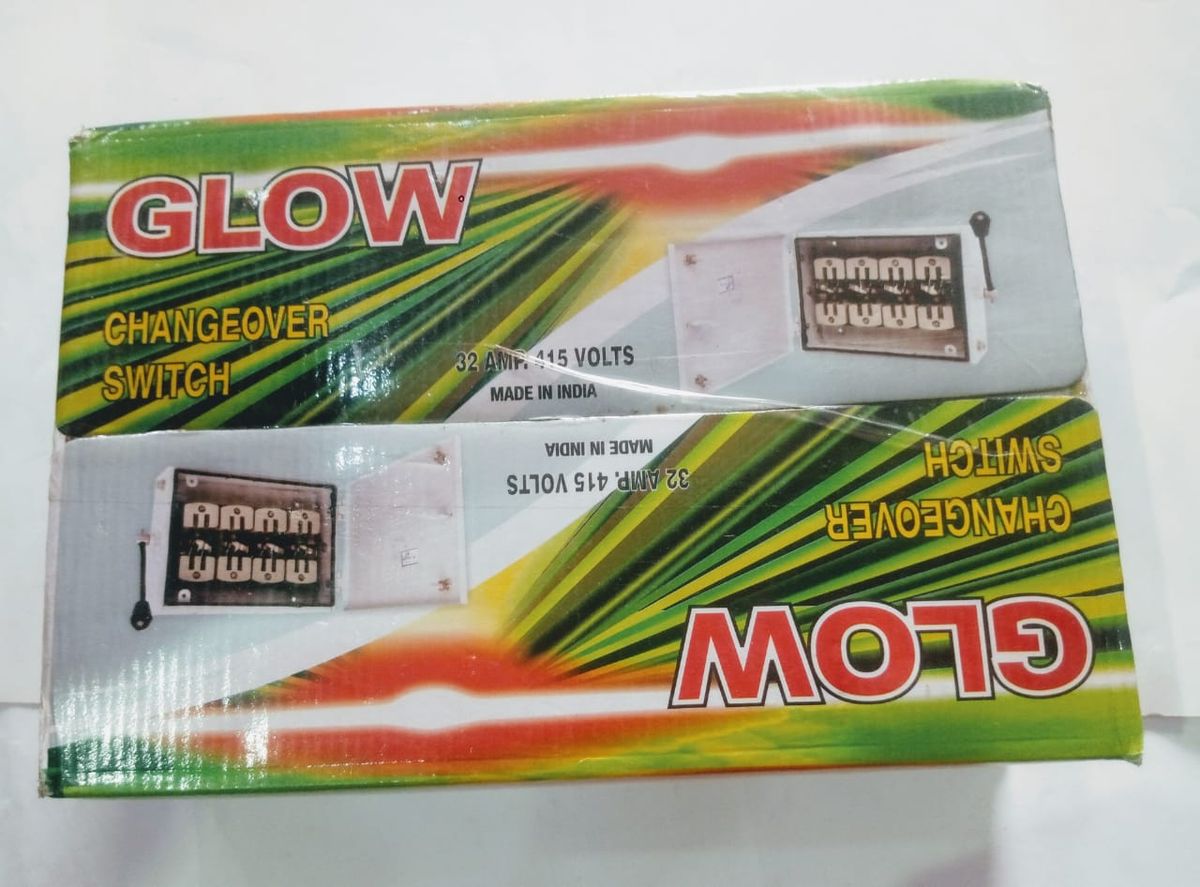 GLOW
CHANGEOVER
SWITCH
32 AMP. 415 VOLTS
MADE IN INDIA
GLOW
CHANGEOVER
SWITCH
32 AMP. 415 VOLTS
MADE IN INDIA